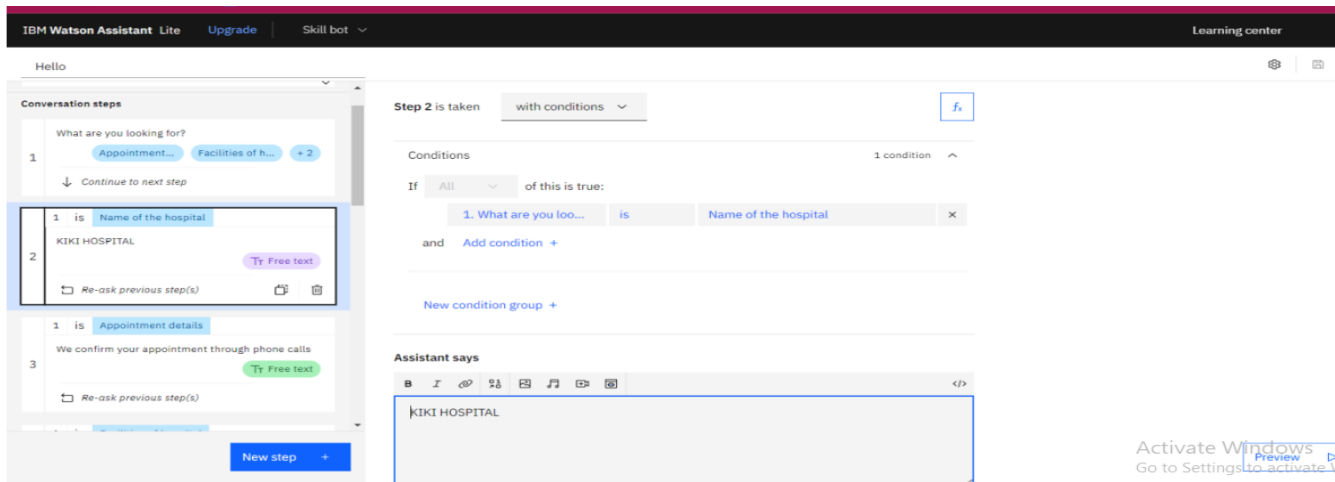 IBM Watson Assistant Lite Upgrade Skill bot Learning center
Hello
Conversation steps
1
What are you looking for?
Appointment... Facilities of h... + 2
Continue to next step
1 is Name of the hospital
2
KIKI HOSPITAL
Free text
Re-ask previous step(s)
1 is Appointment details
3
We confirm your appointment through phone calls
Free text
Re-ask previous step(s)
New step +
Step 2 is taken with conditions
fx
Conditions 1 condition
If All of this is true:
1. What are you loo... is Name of the hospital ×
and Add condition +
New condition group +
Assistant says
B I </>
KIKI HOSPITAL
Activate Windows
Go to Settings to activate
Preview